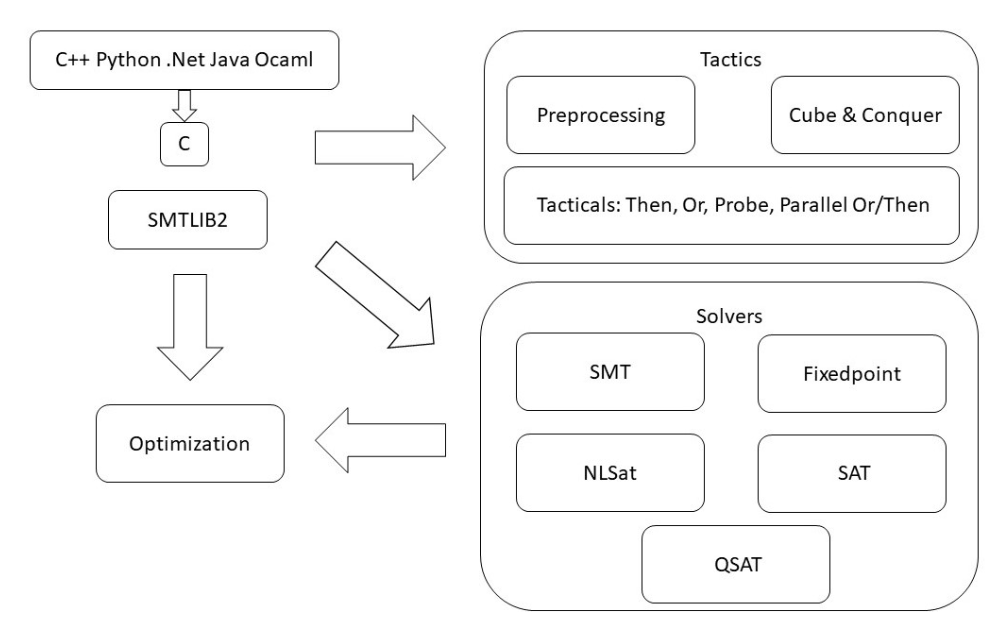 C++ Python .Net Java Ocaml
C
SMTLIB2
Optimization
Tactics
Preprocessing
Cube & Conquer
Tacticals: Then, Or, Probe, Parallel Or/Then
Solvers
SMT
Fixedpoint
NLSat
SAT
QSAT